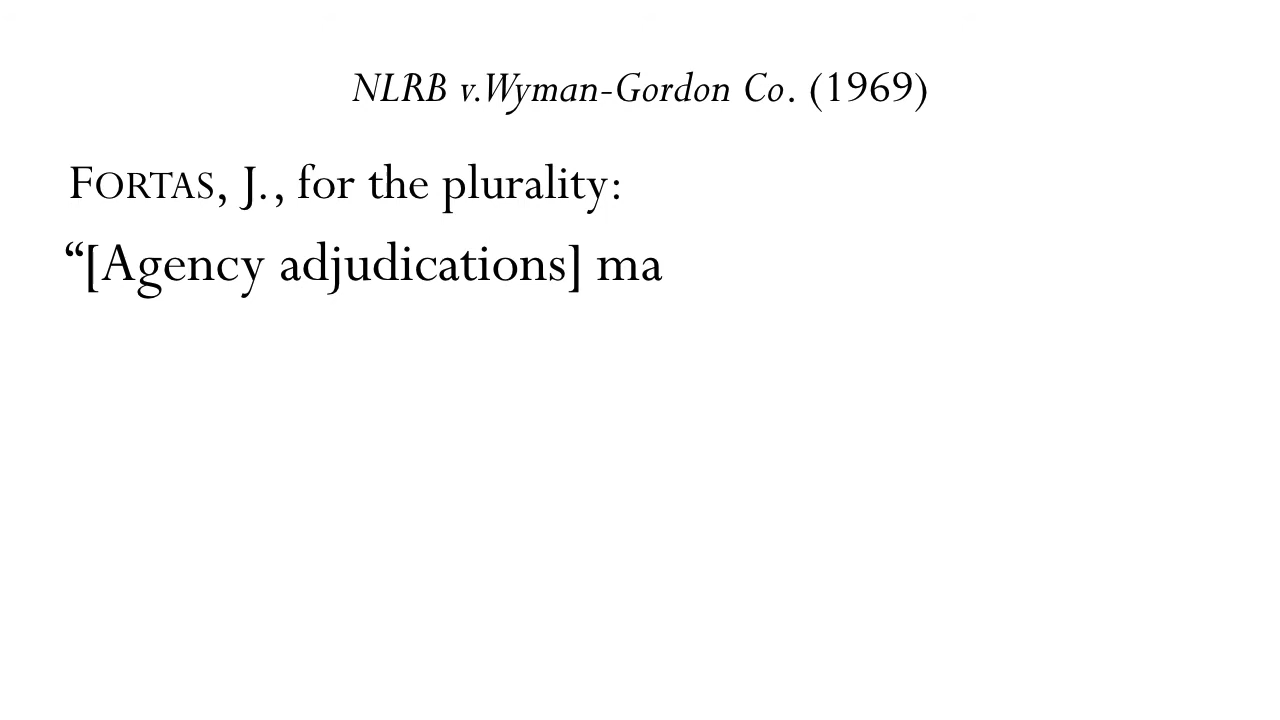 NLRB v. Wyman-Gordon Co. (1969)
FORTAS, J., for the plurality:
“[Agency adjudications] ma